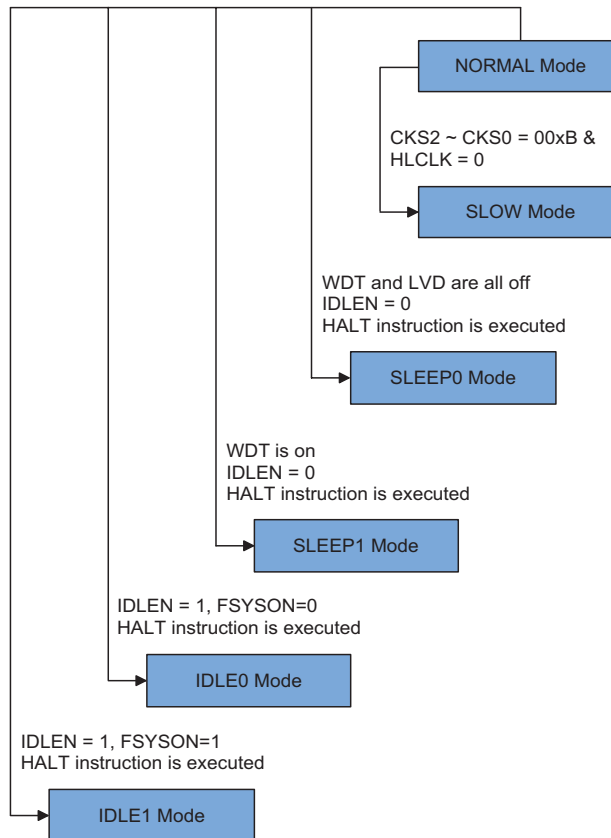 NORMAL Mode
CKS2 ~ CKS0 = 00xB &
HLCLK = 0
SLOW Mode
WDT and LVD are all off
IDLEN = 0
HALT instruction is executed
SLEEP0 Mode
WDT is on
IDLEN = 0
HALT instruction is executed
SLEEP1 Mode
IDLEN = 1, FSYSON=0
HALT instruction is executed
IDLE0 Mode
IDLEN = 1, FSYSON=1
HALT instruction is executed
IDLE1 Mode